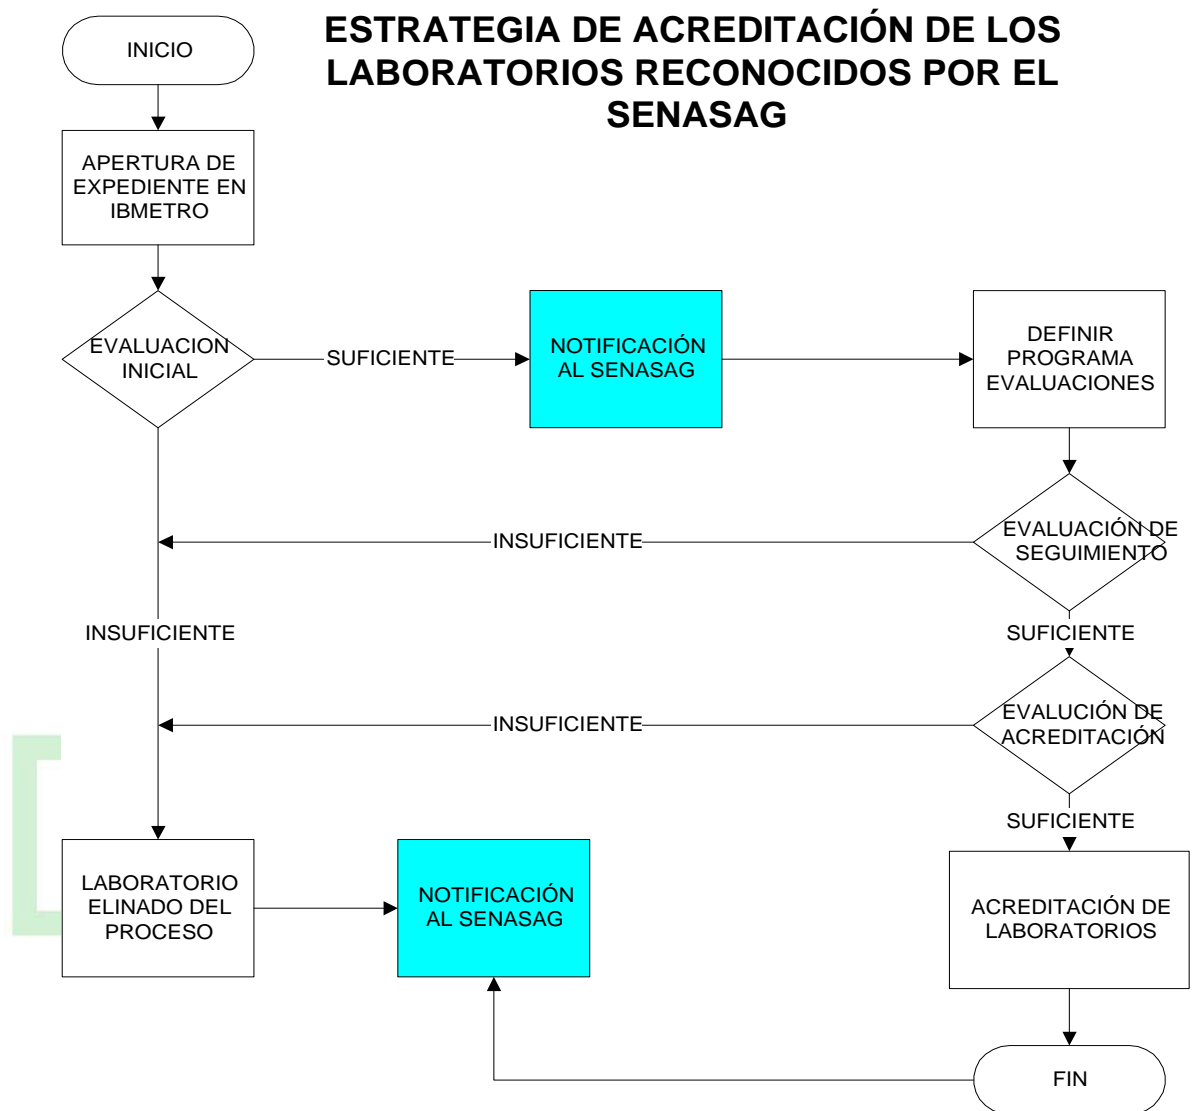 ESTRATEGIA DE ACREDITACIÓN DE LOS
LABORATORIOS RECONOCIDOS POR EL
SENASAG
INICIO
APERTURA DE
EXPEDIENTE EN
IBMETRO
EVALUACION
INICIAL
SUFICIENTE
NOTIFICACIÓN
AL SENASAG
DEFINIR
PROGRAMA
EVALUACIONES
INSUFICIENTE
EVALUACIÓN DE
SEGUIMIENTO
INSUFICIENTE
SUFICIENTE
INSUFICIENTE
EVALUCIÓN DE
ACREDITACIÓN
SUFICIENTE
LABORATORIO
ELINADO DEL
PROCESO
NOTIFICACIÓN
AL SENASAG
ACREDITACIÓN DE
LABORATORIOS
FIN